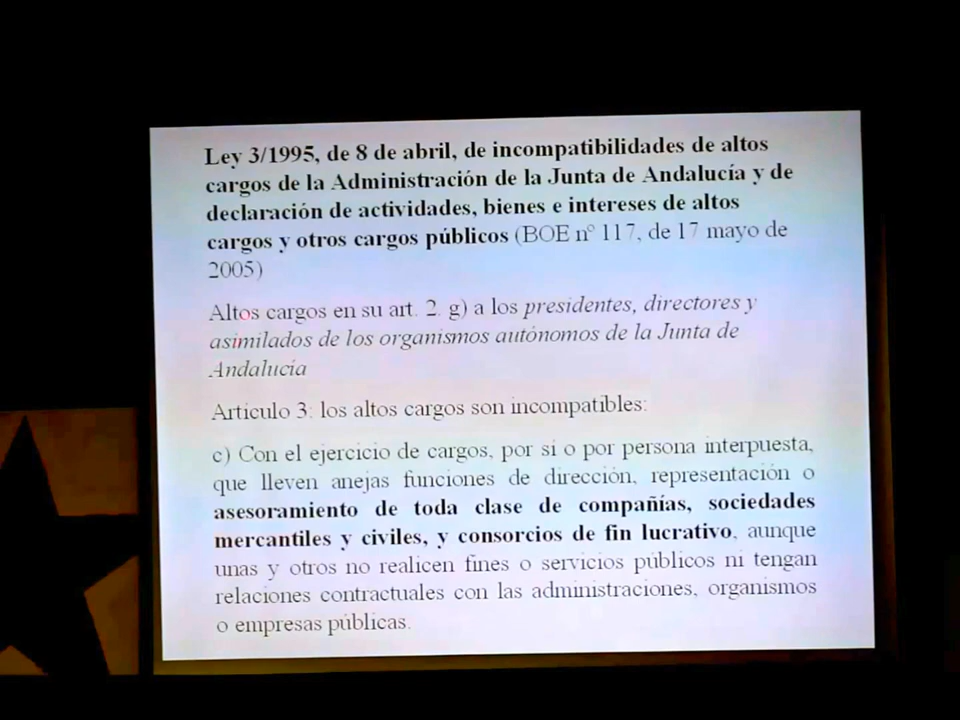 Ley 3/1995, de 8 de abril, de incompatibilidades de altos
cargos de la Administración de la Junta de Andalucía y de
declaración de actividades, bienes e intereses de altos
cargos y otros cargos públicos (BOE nº 117, de 17 mayo de
2005)
Altos cargos en su art. 2. g) a los presidentes, directores y
asimilados de los organismos autónomos de la Junta de
Andalucía
Artículo 3: los altos cargos son incompatibles:
c) Con el ejercicio de cargos, por sí o por persona interpuesta,
que lleven anejas funciones de dirección, representación o
asesoramiento de toda clase de compañías, sociedades
mercantiles y civiles, y consorcios de fin lucrativo, aunque
unas y otros no realicen fines o servicios públicos ni tengan
relaciones contractuales con las administraciones, organismos
o empresas públicas.